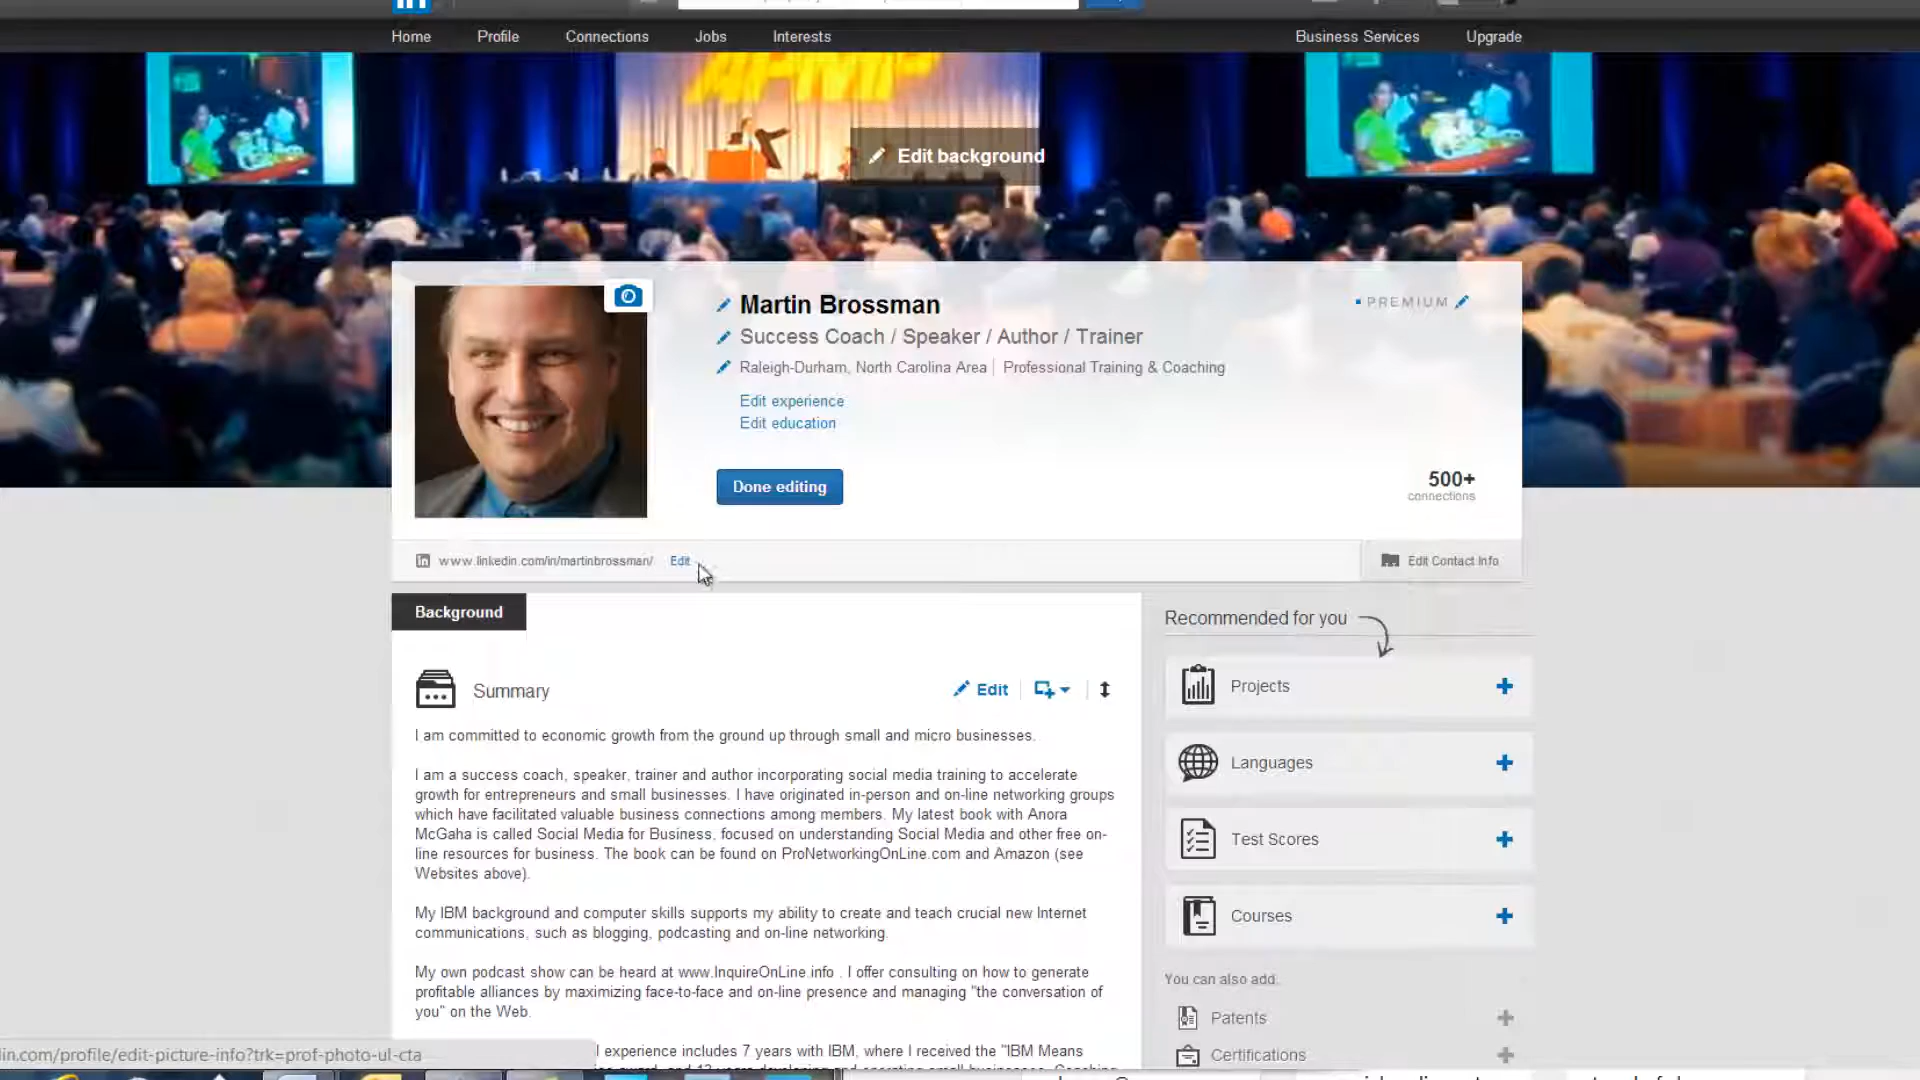 in
Home Profile Connections Jobs Interests Business Services Upgrade
Edit background
Martin Brossman
PREMIUM
Success Coach / Speaker / Author / Trainer
Raleigh-Durham, North Carolina Area | Professional Training & Coaching
Edit experience
Edit education
Done editing
500+
connections
in www.linkedin.com/in/martinbrossman/ Edit
Edit Contact Info
Background
Summary
Edit
I am committed to economic growth from the ground up through small and micro businesses.
I am a success coach, speaker, trainer and author incorporating social media training to accelerate
growth for entrepreneurs and small businesses. I have originated in-person and on-line networking groups
which have facilitated valuable business connections among members. My latest book with Anora
McGaha is called Social Media for Business, focused on understanding Social Media and other free on-
line resources for business. The book can be found on ProNetworkingOnLine.com and Amazon (see
Websites above).
My IBM background and computer skills supports my ability to create and teach crucial new Internet
communications, such as blogging, podcasting and on-line networking.
My own podcast show can be heard at www.InquireOnLine.info . I offer consulting on how to generate
profitable alliances by maximizing face-to-face and on-line presence and managing "the conversation of
you" on the Web.
experience includes 7 years with IBM, where I received the "IBM Means
Recommended for you
Projects
Languages
Test Scores
Courses
You can also add.
Patents
Certifications
din.com/profile/edit-picture-info?trk=prof-photo-ul-cta